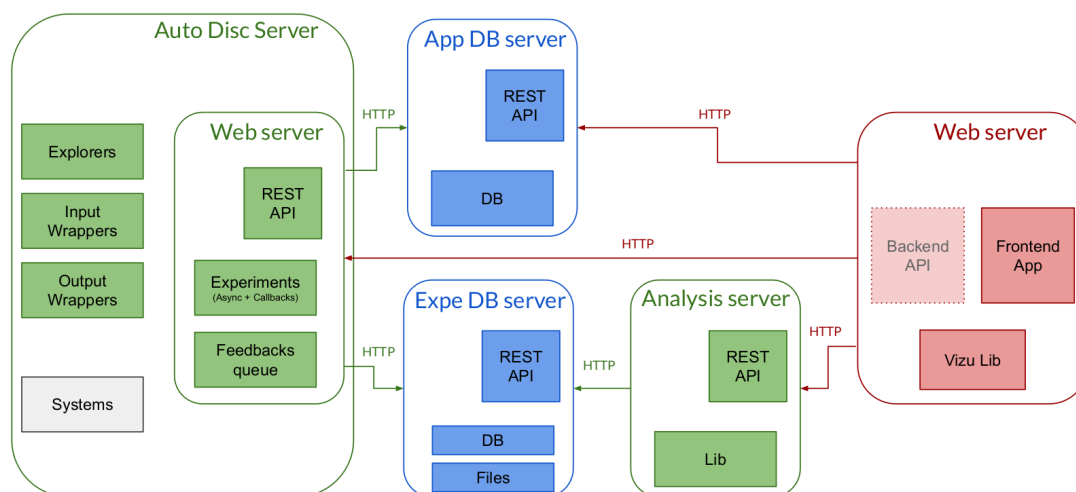 Auto Disc Server
Explorers
Input
Wrappers
Output
Wrappers
Systems
Web server
REST
API
Experiments
(Async + Callbacks)
Feedbacks
queue
HTTP
App DB server
REST
API
DB
HTTP
HTTP
HTTP
Expe DB server
REST
API
DB
Files
HTTP
Analysis server
REST
API
Lib
HTTP
Web server
Backend
API
Frontend
App
Vizu Lib